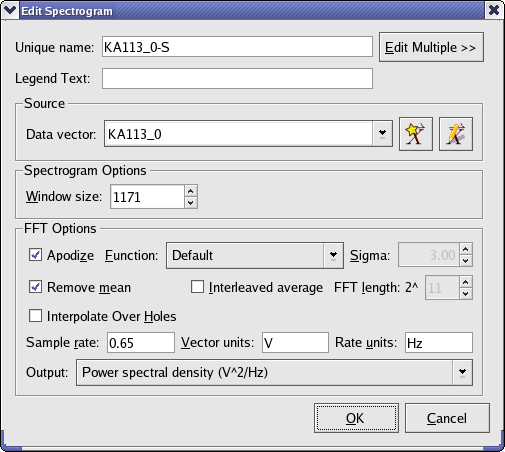 Edit Spectrogram
Unique name: KA113_0-S Edit Multiple >>
Legend Text:
Source
Data vector: KA113_0
Spectrogram Options
Window size: 1171
FFT Options
Apodize Function: Default Sigma: 3.00
Remove mean Interleaved average FFT length: 2^ 11
Interpolate Over Holes
Sample rate: 0.65 Vector units: V Rate units: Hz
Output: Power spectral density (V^2/Hz)
OK Cancel